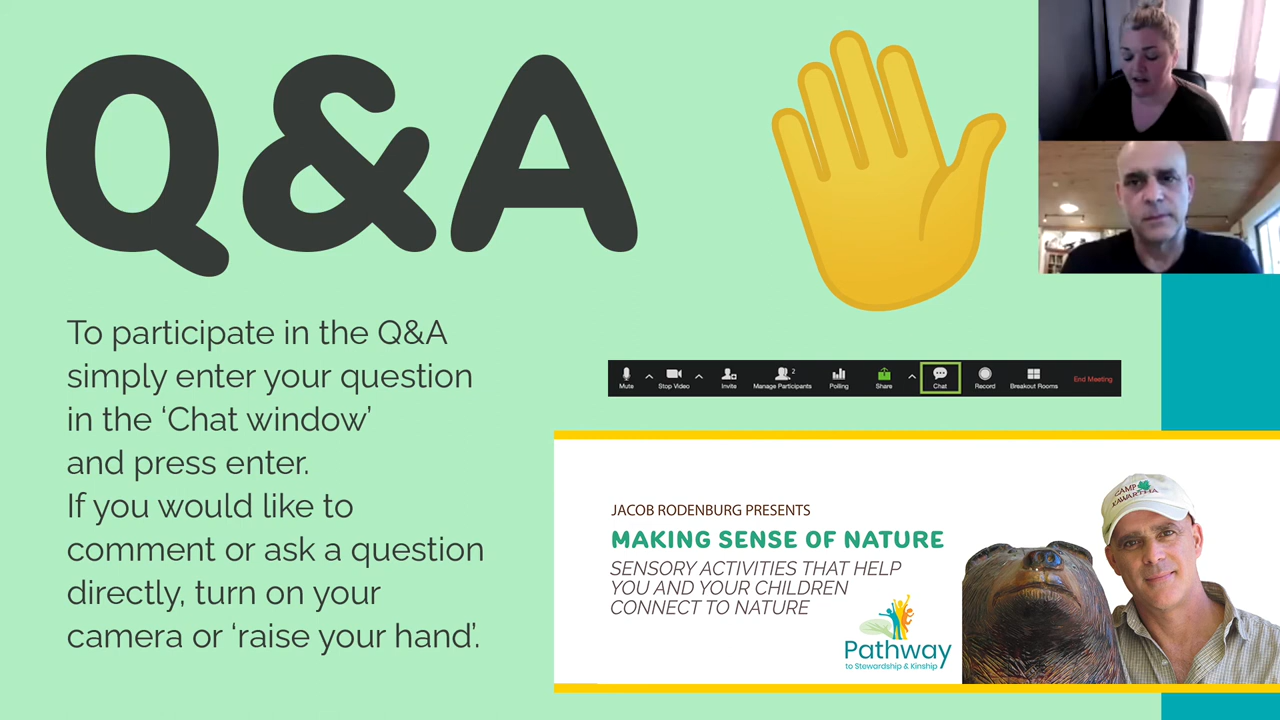 Q&A
To participate in the Q&A
simply enter your question
in the ‘Chat window’
and press enter.
If you would like to
comment or ask a question
directly, turn on your
camera or ‘raise your hand’.
2
Mute Stop Video Invite Manage Participants Polling Share Chat Record Breakout Rooms End Meeting
JACOB RODENBURG PRESENTS
MAKING SENSE OF NATURE
SENSORY ACTIVITIES THAT HELP
YOU AND YOUR CHILDREN
CONNECT TO NATURE
Pathway
to Stewardship & Kinship
CAMP
KAWARTHA